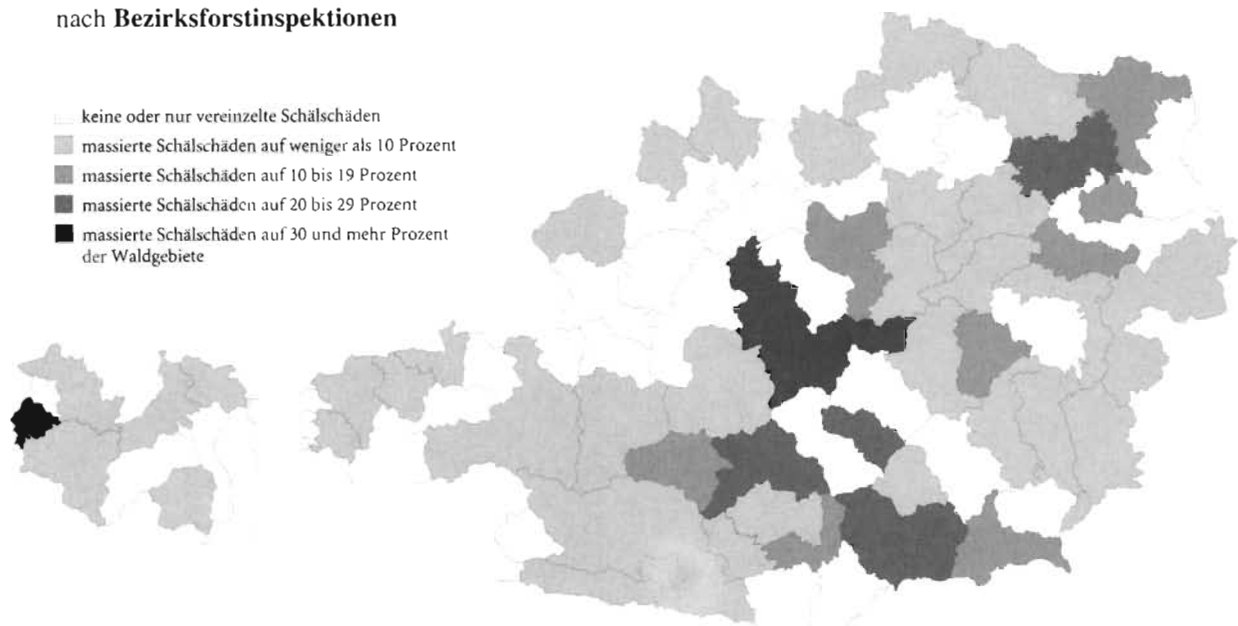 nach Bezirksforstinspektionen
keine oder nur vereinzelte Schälschäden
massierte Schälschäden auf weniger als 10 Prozent
massierte Schälschäden auf 10 bis 19 Prozent
massierte Schälschäden auf 20 bis 29 Prozent
massierte Schälschäden auf 30 und mehr Prozent
der Waldgebiete